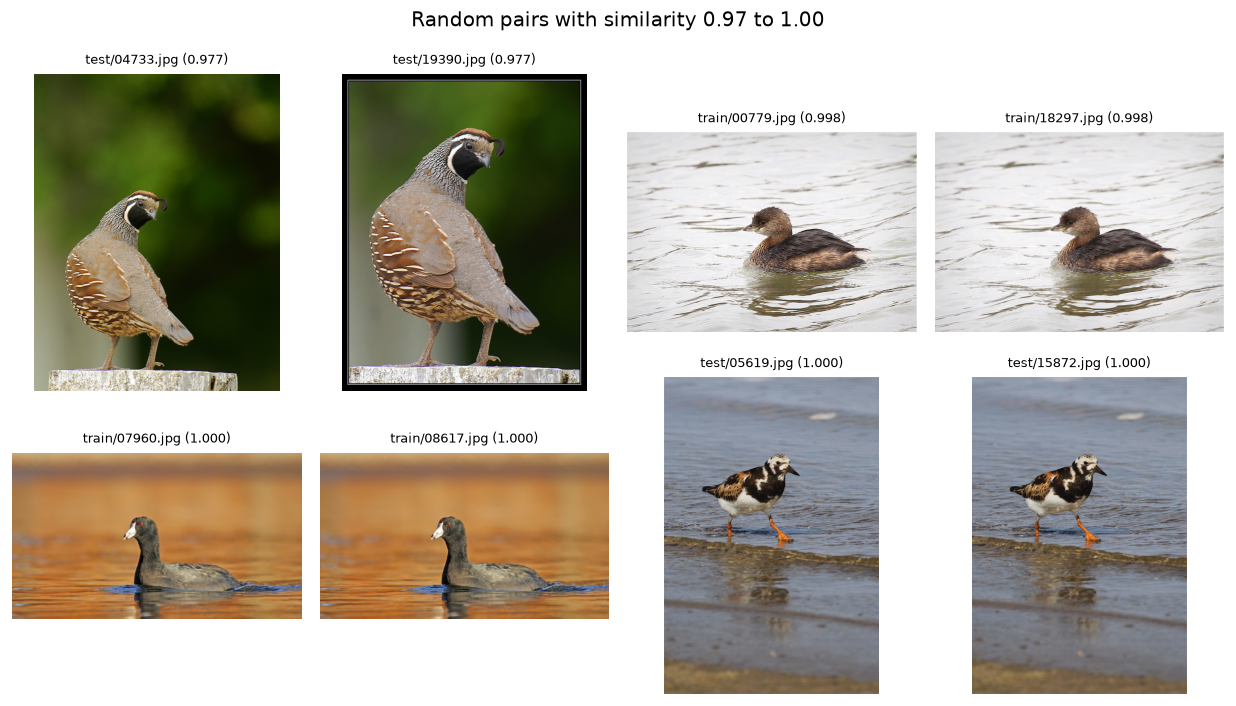 Random pairs with similarity 0.97 to 1.00
test/04733.jpg (0.977)
test/19390.jpg (0.977)
train/00779.jpg (0.998)
train/18297.jpg (0.998)
train/07960.jpg (1.000)
train/08617.jpg (1.000)
test/05619.jpg (1.000)
test/15872.jpg (1.000)